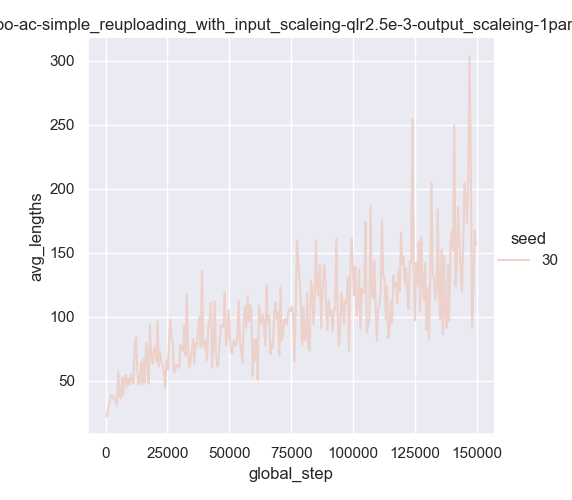 po-ac-simple_reuploading_with_input_scaleing-qlr2.5e-3-output_scaleing-1par
300
250
200
150
100
50
avg_lengths
0 25000 50000 75000 100000 125000 150000
global_step
seed
30